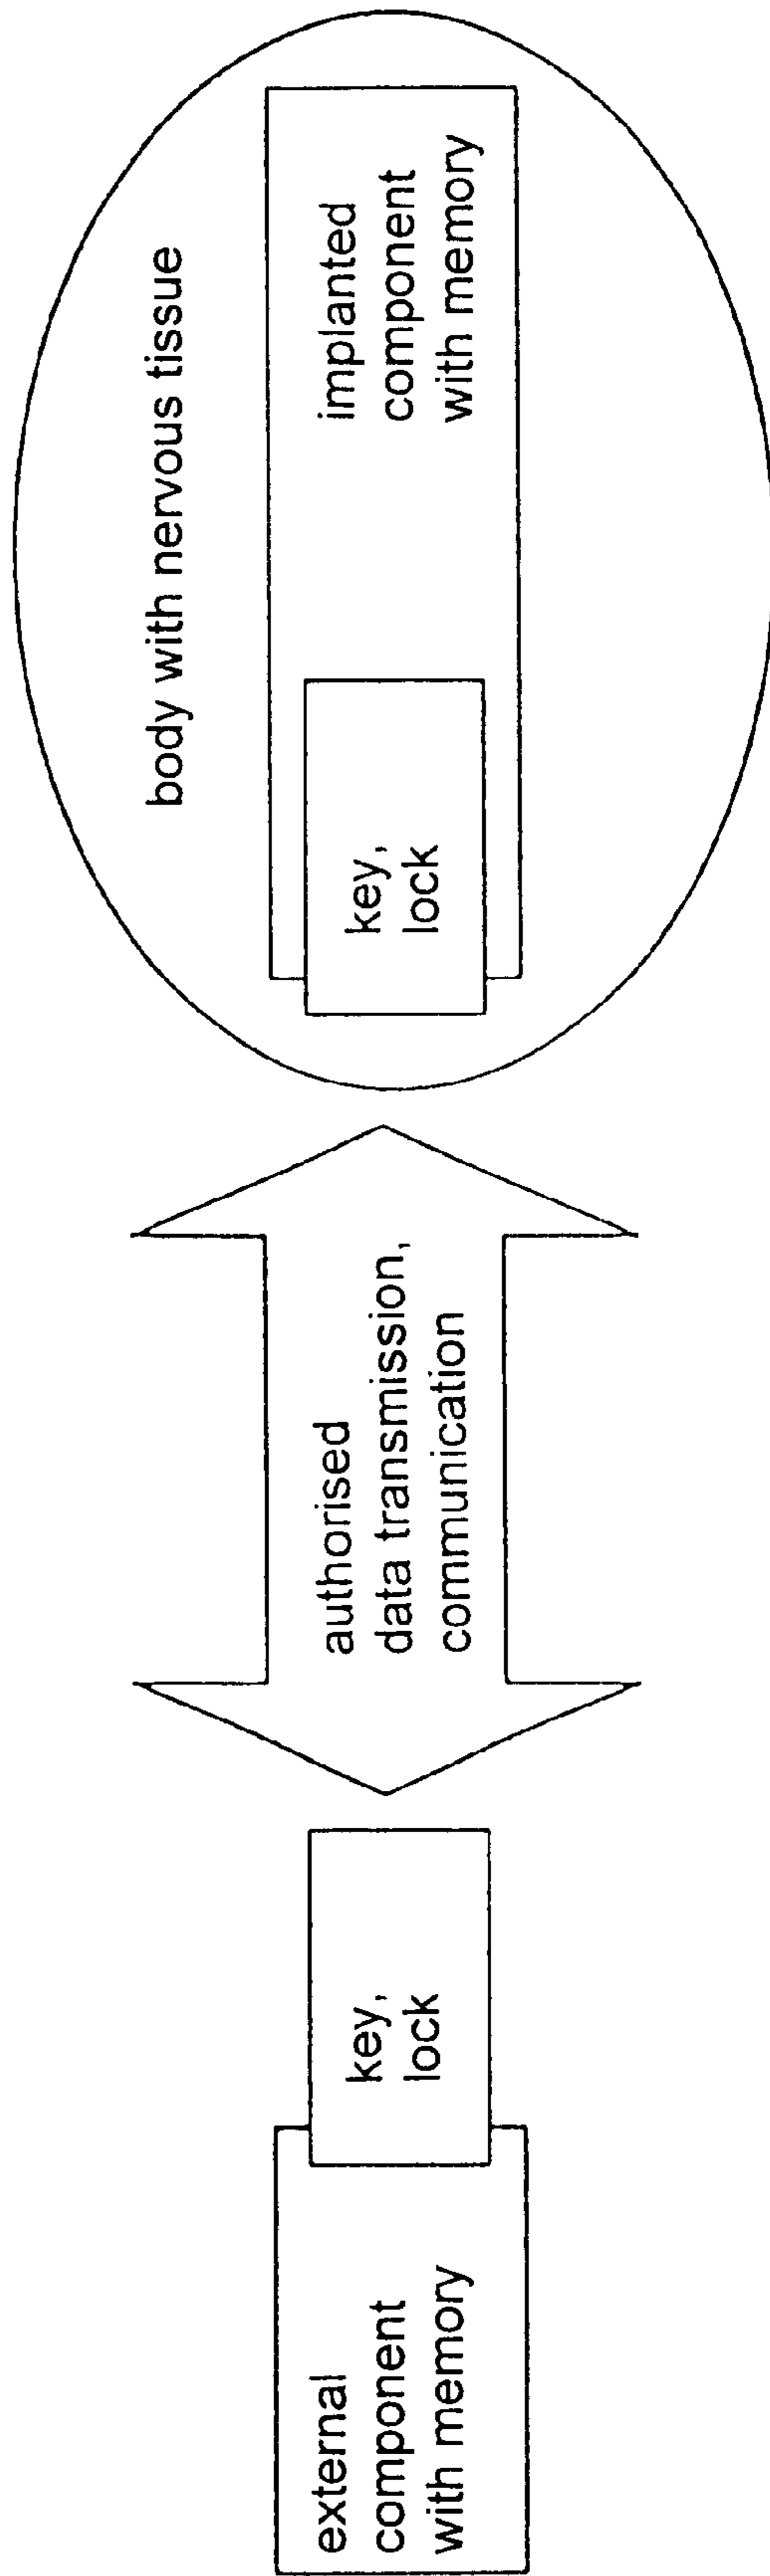 external
component
with memory
key,
lock
authorised
data transmission,
communication
body with nervous tissue
key,
lock
implanted
component
with memory